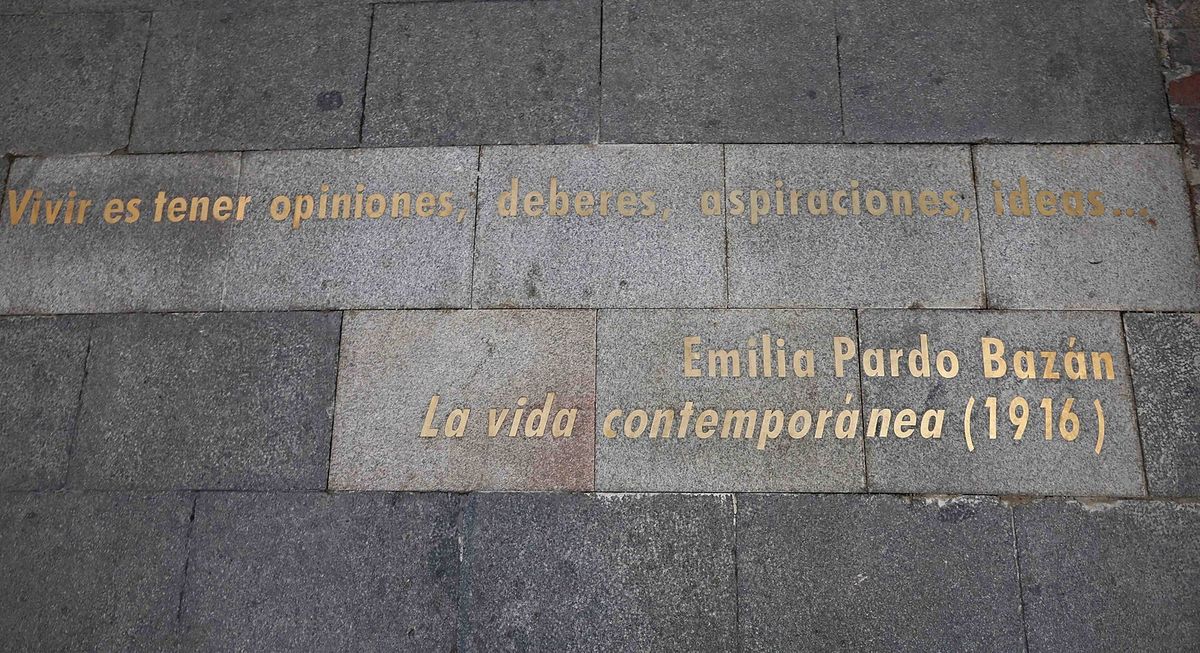 Vivir es tener opiniones, deberes, aspiraciones, ideas...
Emilia Pardo Bazán
La vida contemporánea (1916)